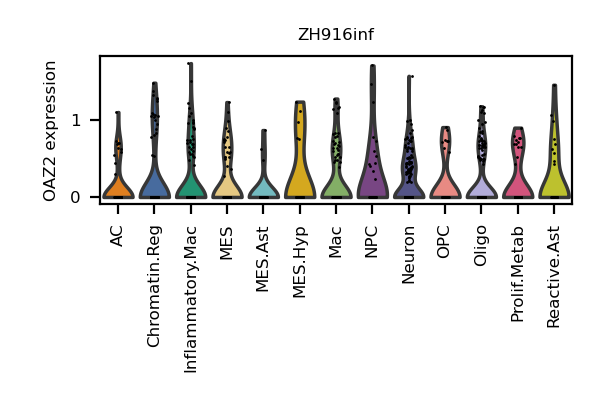 ZH916inf
OAZ2 expression
1
0
AC
Chromatin.Reg
Inflammatory.Mac
MES
MES.Ast
MES.Hyp
Mac
NPC
Neuron
OPC
Oligo
Prolif.Metab
Reactive.Ast